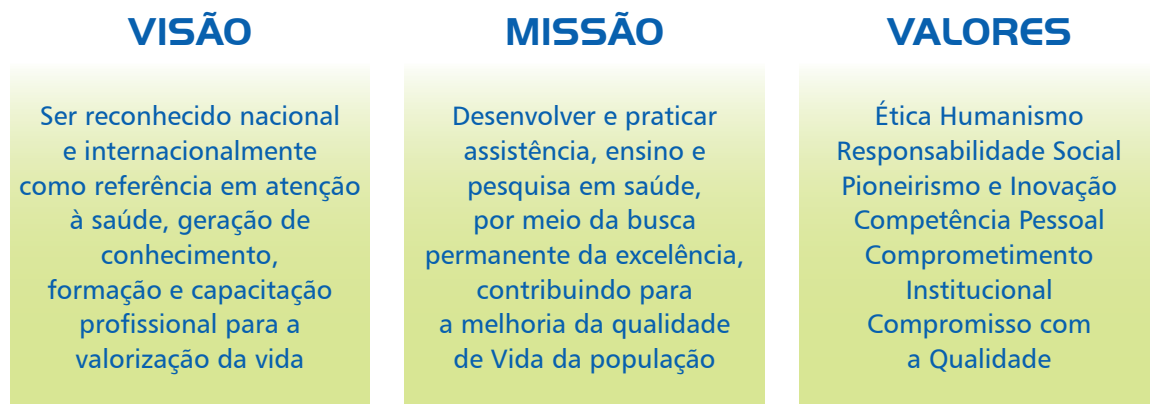 VISÃO
Ser reconhecido nacional
e internacionalmente
como referência em atenção
à saúde, geração de
conhecimento,
formação e capacitação
profissional para a
valorização da vida
MISSÃO
Desenvolver e praticar
assistência, ensino e
pesquisa em saúde,
por meio da busca
permanente da excelência,
contribuindo para
a melhoria da qualidade
de Vida da população
VALORES
Ética Humanismo
Responsabilidade Social
Pioneirismo e Inovação
Competência Pessoal
Comprometimento
Institucional
Compromisso com
a Qualidade